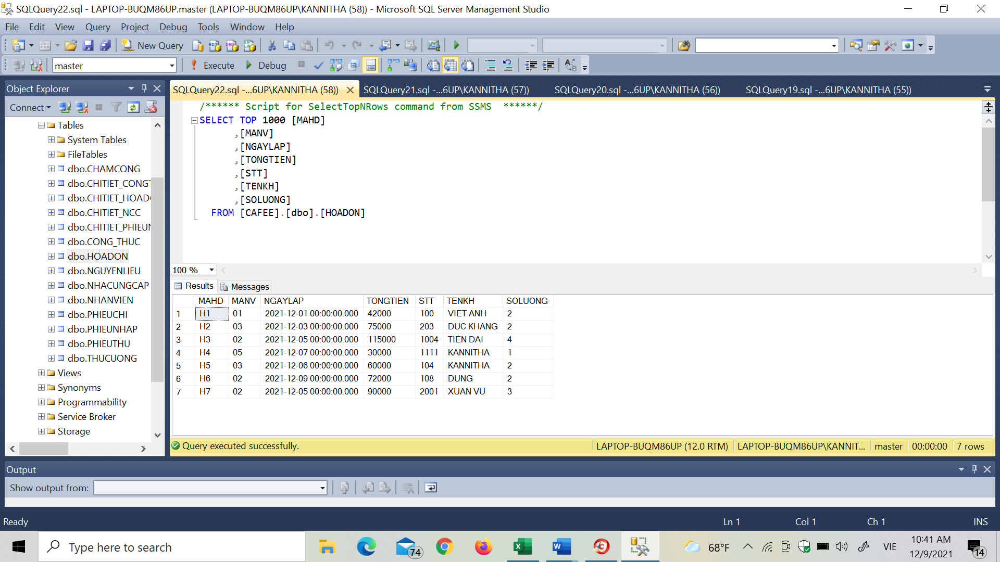 SQLQuery22.sql - LAPTOP-BUQM86UP.master (LAPTOP-BUQM86UP\KANNITHA (58)) - Microsoft SQL Server Management Studio
File Edit View Query Project Debug Tools Window Help
New Query
master Execute Debug
Object Explorer
Connect
Tables
System Tables
FileTables
dbo.CHAMCONG
dbo.CHITIET_CONGT
dbo.CHITIET_HOADO
dbo.CHITIET_NCC
dbo.CHITIET_PHIEUN
dbo.CONG_THUC
dbo.HOADON
dbo.NGUYENLIEU
dbo.NHACUNGCAP
dbo.NHANVIEN
dbo.PHIEUCHI
dbo.PHIEUNHAP
dbo.PHIEUTHU
dbo.THUCUONG
Views
Synonyms
Programmability
Service Broker
Storage
SQLQuery22.sql -...6UP\KANNITHA (58)) SQLQuery21.sql -...6UP\KANNITHA (57)) SQLQuery20.sql -...6UP\KANNITHA (56)) SQLQuery19.sql -...6UP\KANNITHA (55))
/****** Script for SelectTopNRows command from SSMS ******/
SELECT TOP 1000 [MAHD]
,[MANV]
,[NGAYLAP]
,[TONGTIEN]
,[STT]
,[TENKH]
,[SOLUONG]
FROM [CAFEE].[dbo].[HOADON]
100 %
Results Messages
MAHD MANV NGAYLAP TONGTIEN STT TENKH SOLUONG
1 H1 01 2021-12-01 00:00:00.000 42000 100 VIET ANH 2
2 H2 03 2021-12-03 00:00:00.000 75000 203 DUC KHANG 2
3 H3 02 2021-12-05 00:00:00.000 115000 1004 TIEN DAI 4
4 H4 05 2021-12-07 00:00:00.000 30000 1111 KANNITHA 1
5 H5 03 2021-12-06 00:00:00.000 60000 104 KANNITHA 2
6 H6 02 2021-12-09 00:00:00.000 72000 108 DUNG 2
7 H7 02 2021-12-05 00:00:00.000 90000 2001 XUAN VU 3
Query executed successfully. LAPTOP-BUQM86UP (12.0 RTM) LAPTOP-BUQM86UP\KANNIT... master 00:00:00 7 rows
Output
Show output from:
Ready Ln 1 Col 1 Ch 1 INS
Type here to search 74 68°F VIE 10:41 AM
12/9/2021 14